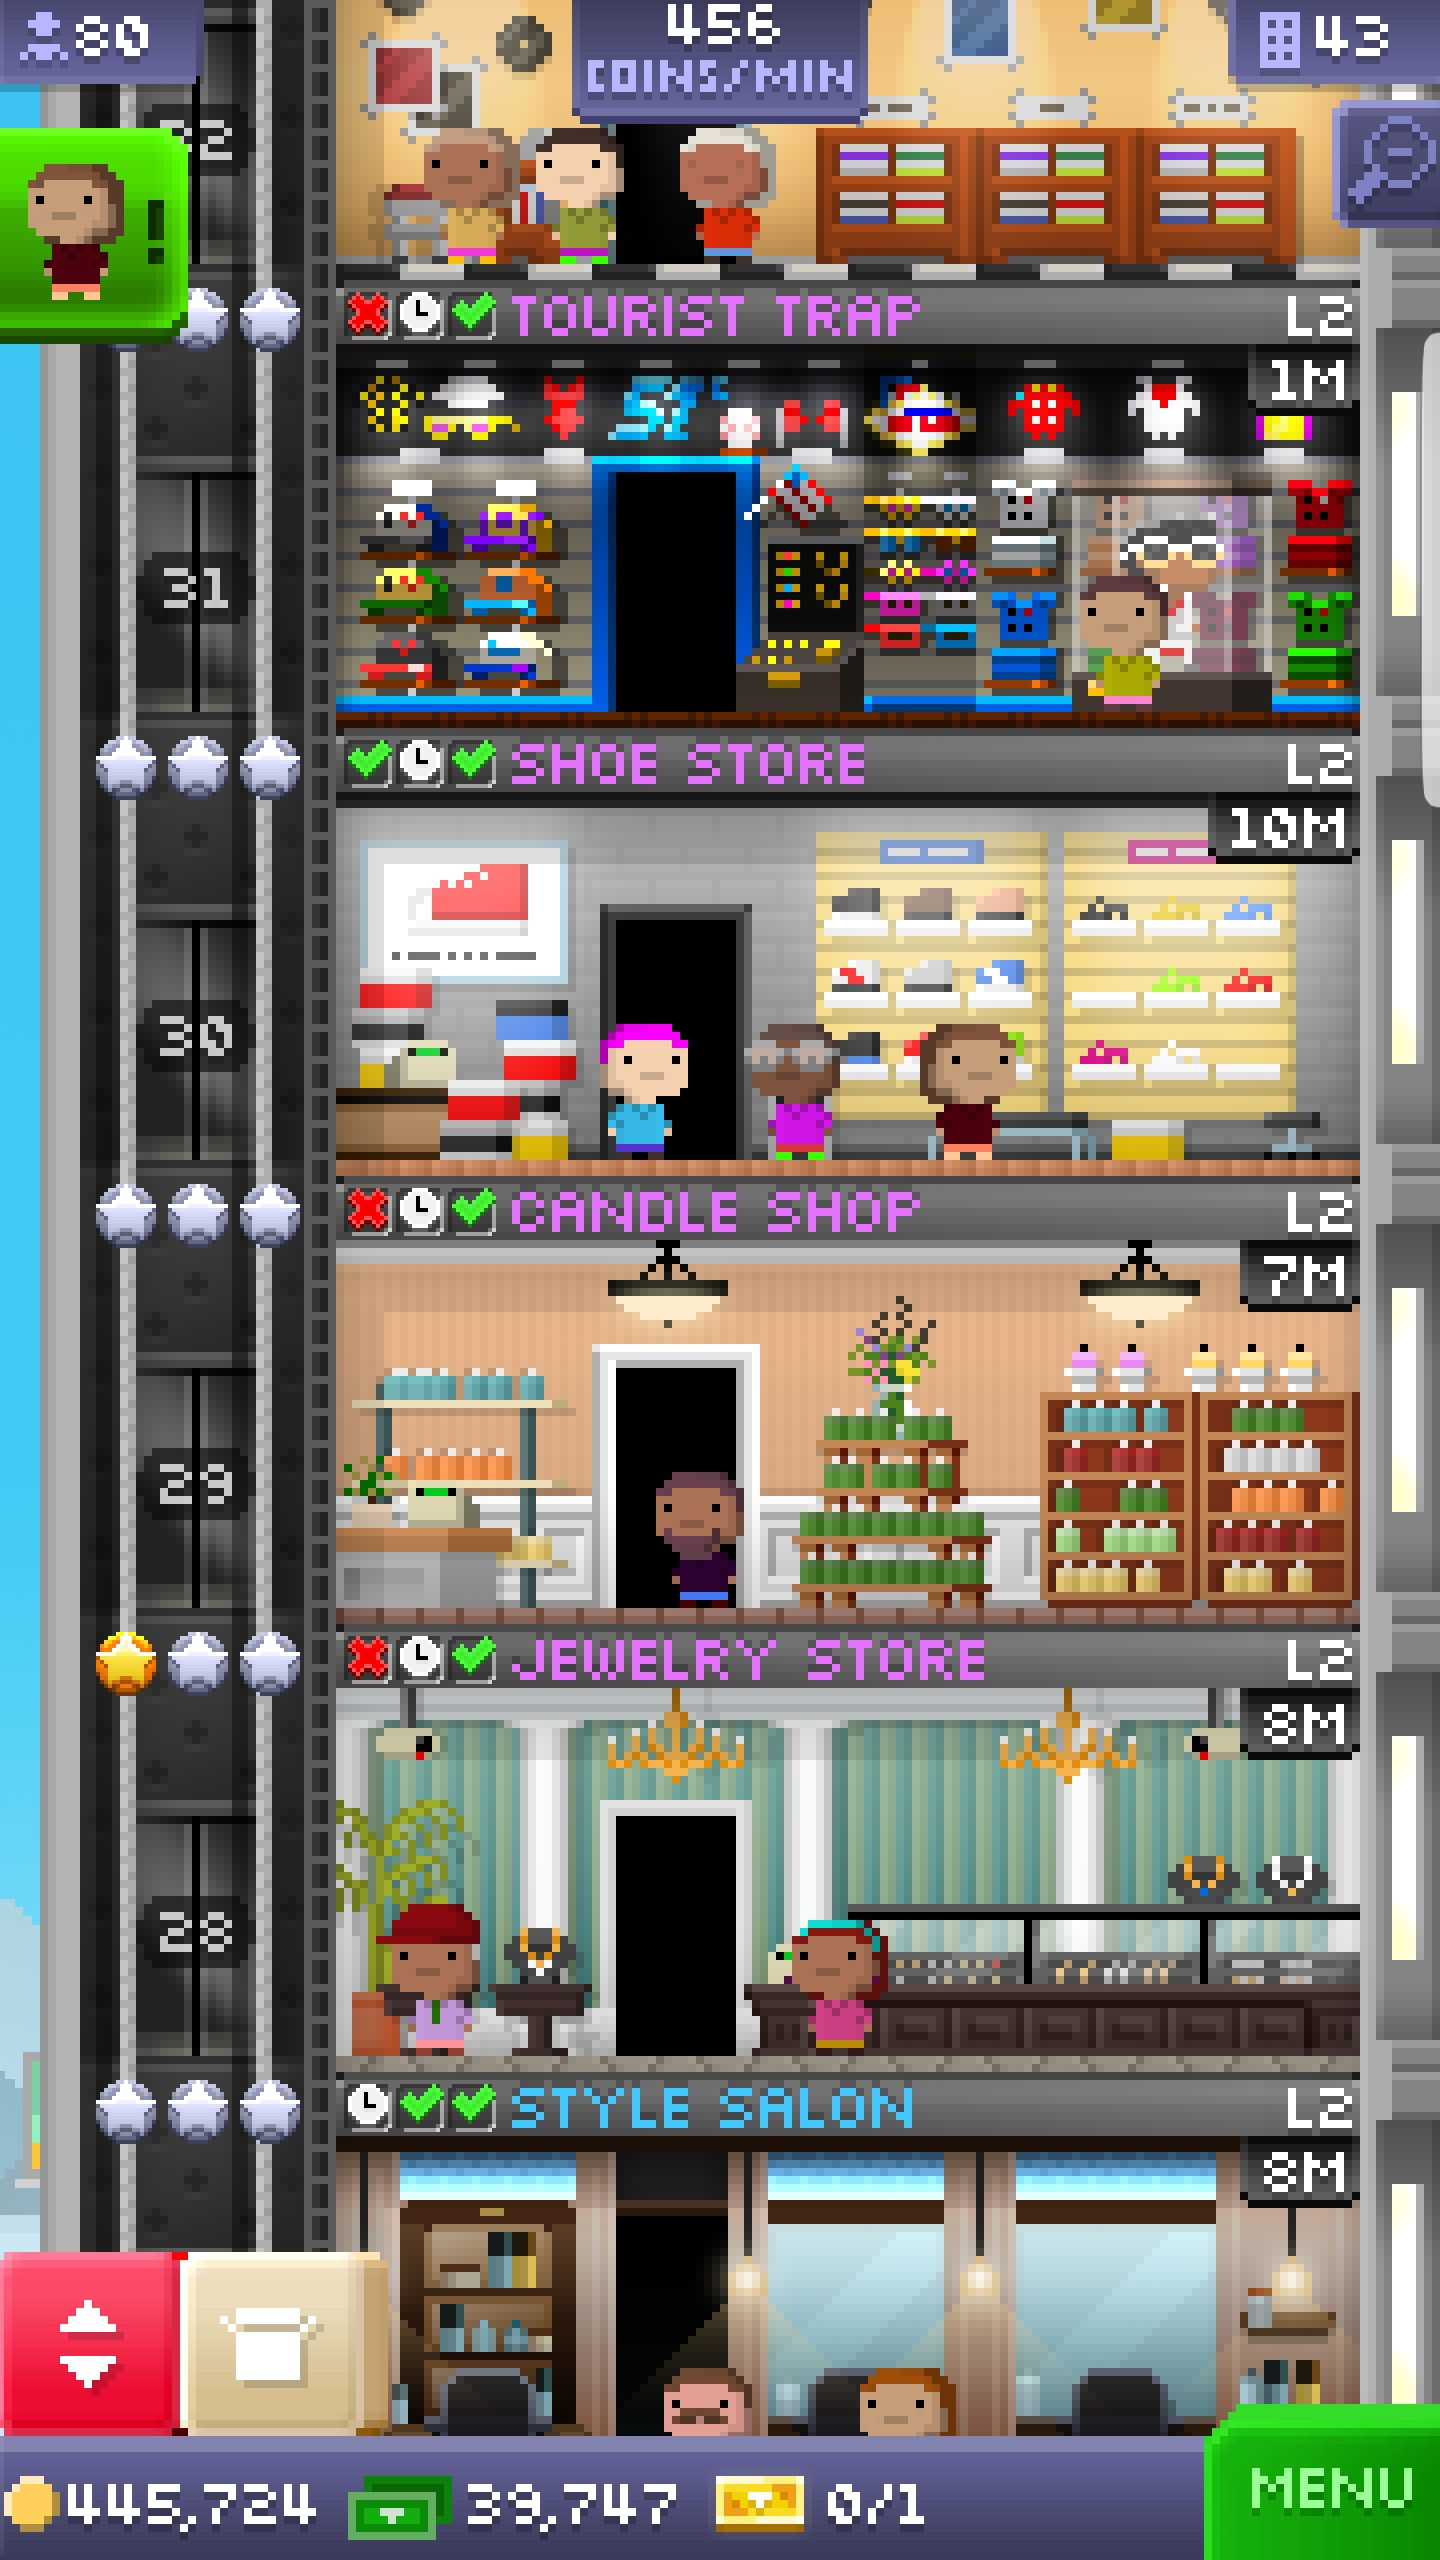 80
456
COINS/MIN
43
32
!
TOURIST TRAP L2
1M
31
SHOE STORE L2
10M
30
CANDLE SHOP L2
7M
29
JEWELRY STORE L2
8M
28
STYLE SALON L2
8M
445,724 39,747 0/1
MENU